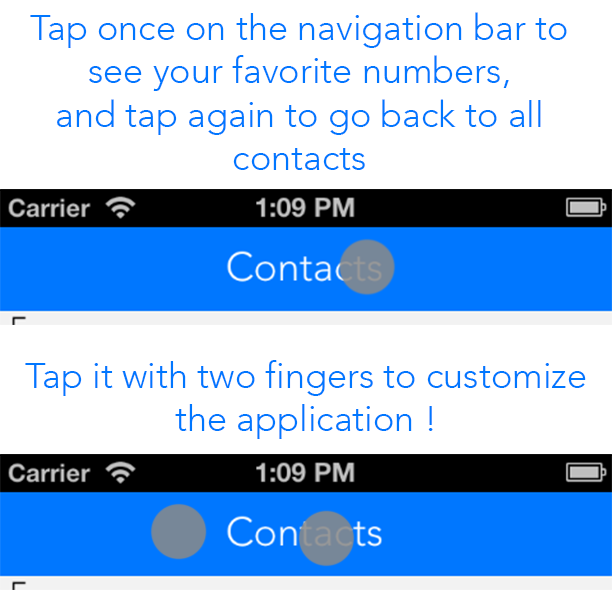 Tap once on the navigation bar to
see your favorite numbers,
and tap again to go back to all
contacts
Carrier 1:09 PM
Contacts
Tap it with two fingers to customize
the application !
Carrier 1:09 PM
Contacts